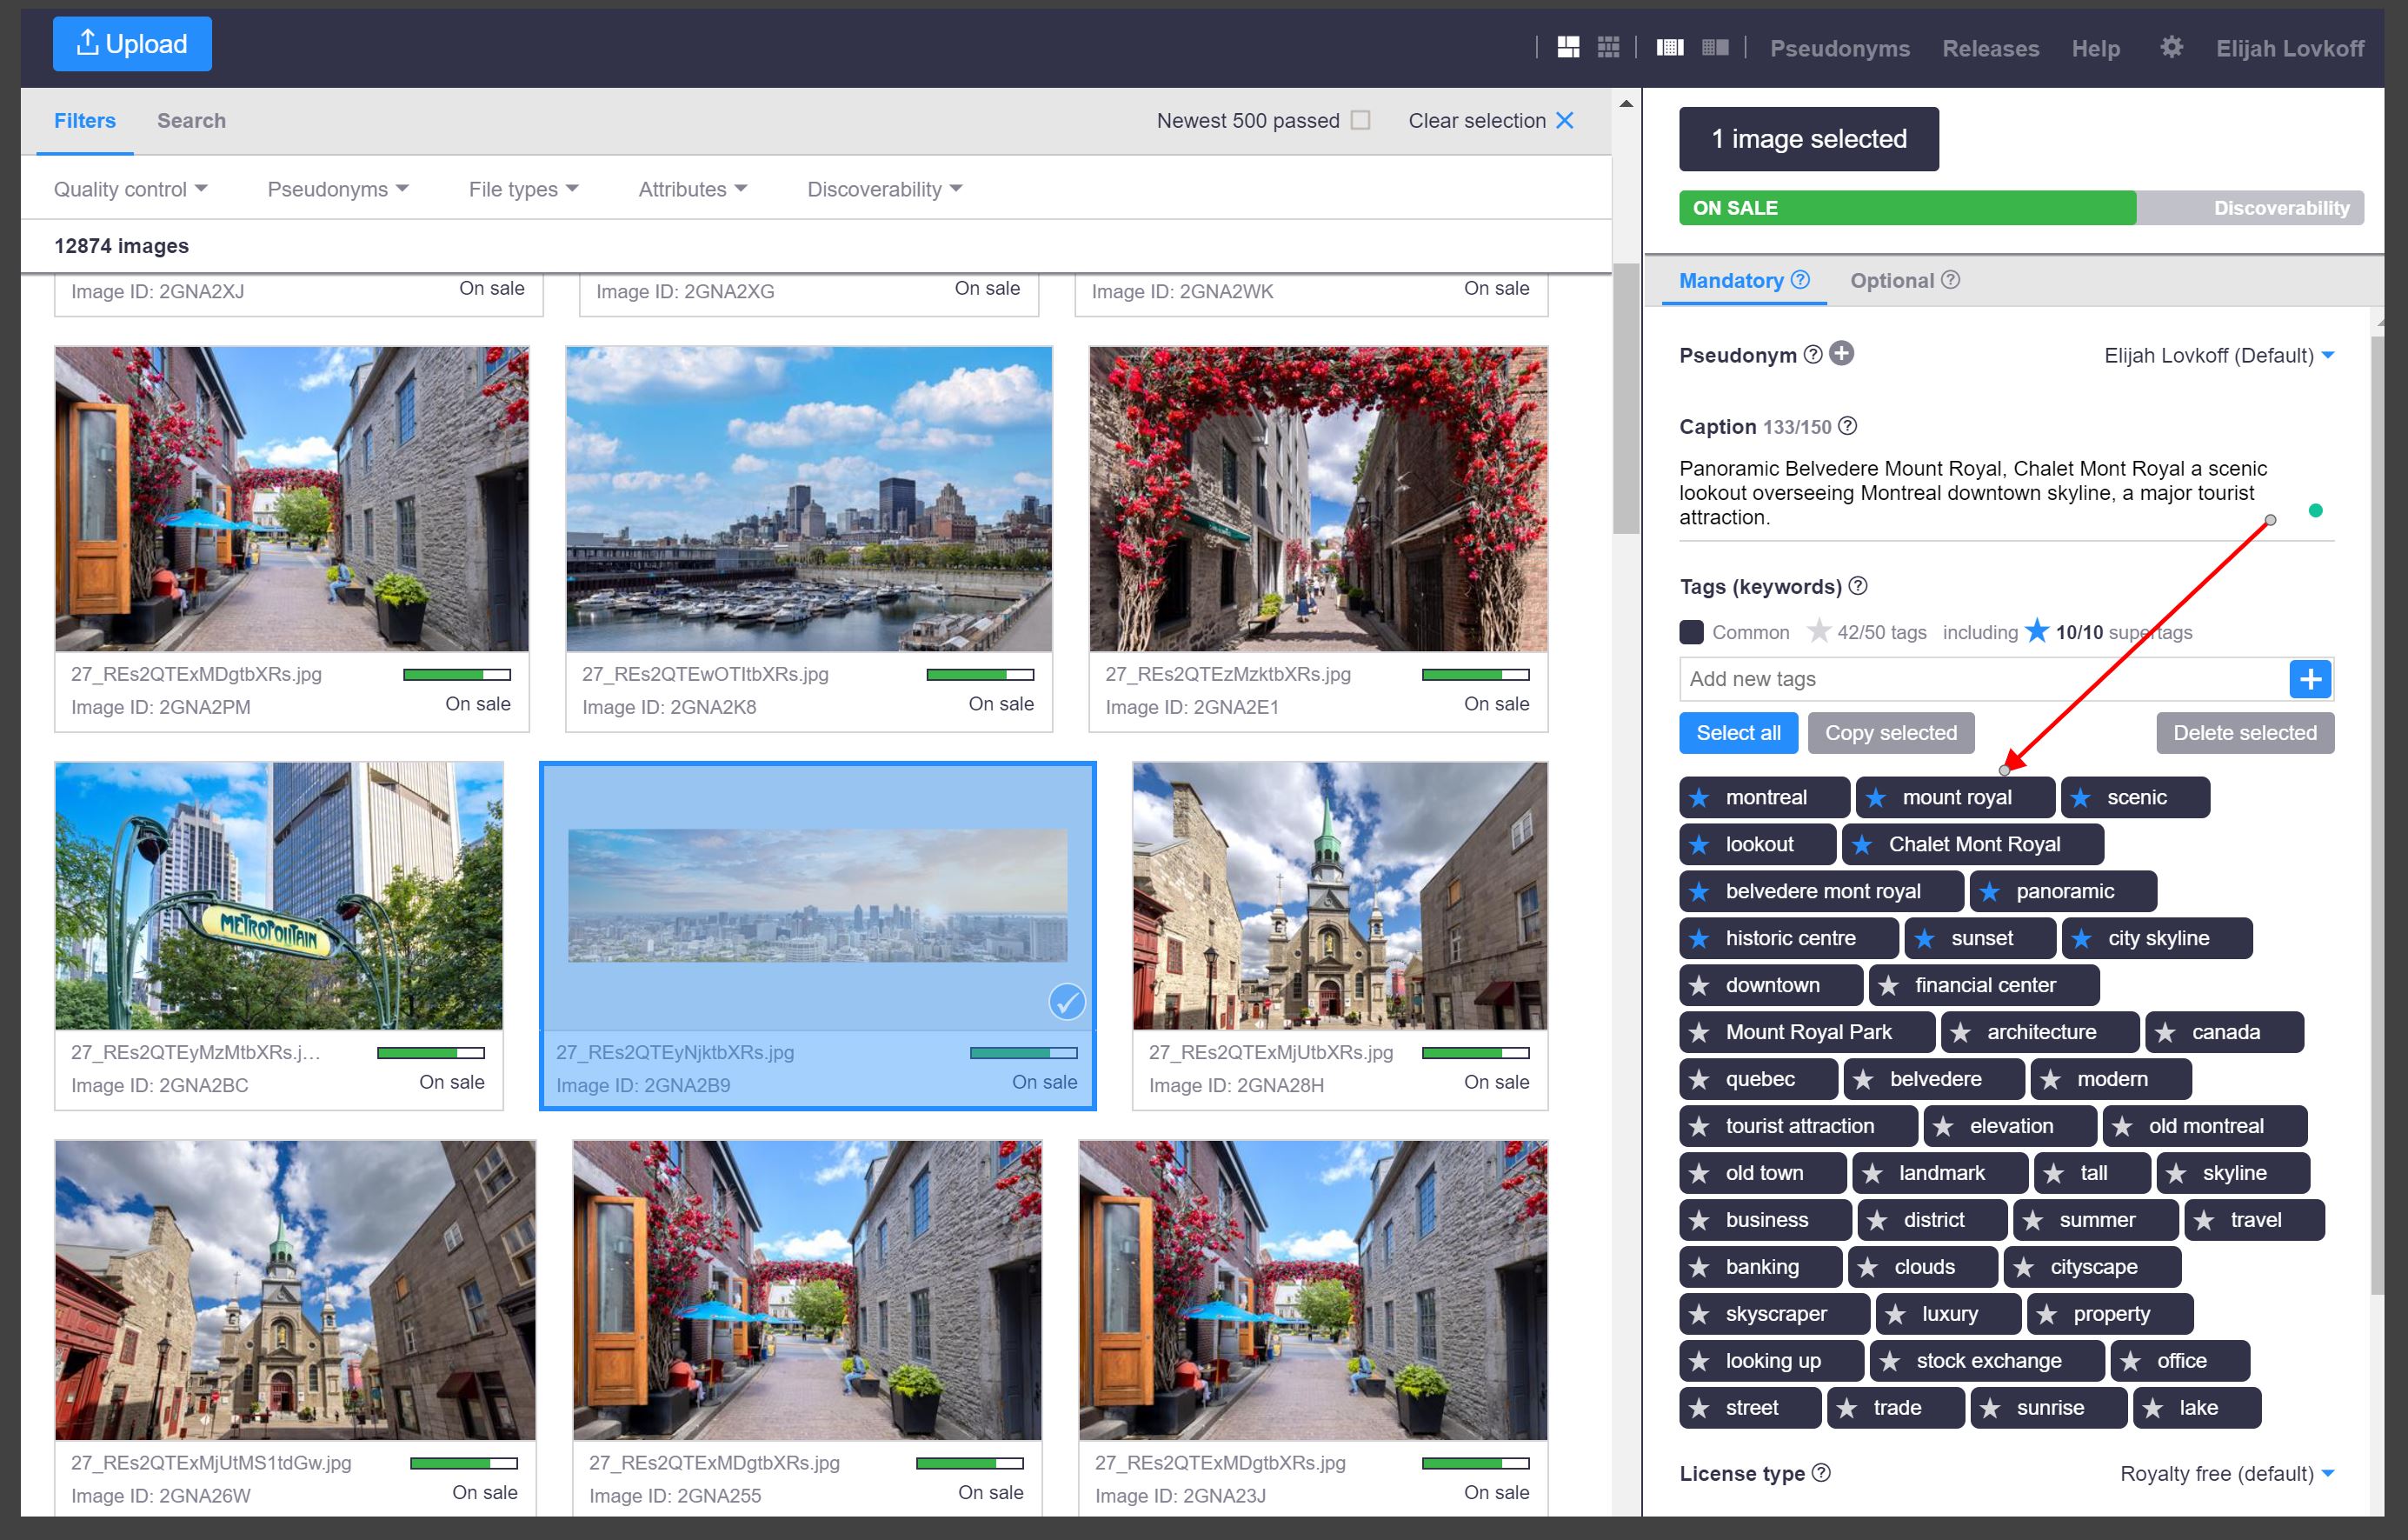 Upload
Pseudonyms Releases Help Elijah Lovkoff
Filters Search Newest 500 passed Clear selection
Quality control Pseudonyms File types Attributes Discoverability
12874 images
Image ID: 2GNA2XJ On sale
Image ID: 2GNA2XG On sale
Image ID: 2GNA2WK On sale
27_REs2QTExMDgtbXRs.jpg
Image ID: 2GNA2PM On sale
27_REs2QTEwOTItbXRs.jpg
Image ID: 2GNA2K8 On sale
27_REs2QTEzMzktbXRs.jpg
Image ID: 2GNA2E1 On sale
METROPOLITAIN
27_REs2QTEyMzMtbXRs.j...
Image ID: 2GNA2BC On sale
27_REs2QTEyNjktbXRs.jpg
Image ID: 2GNA2B9 On sale
27_REs2QTExMjUtbXRs.jpg
Image ID: 2GNA28H On sale
27_REs2QTExMjUtMS1tdGw.jpg
Image ID: 2GNA26W On sale
27_REs2QTExMDgtbXRs.jpg
Image ID: 2GNA255 On sale
27_REs2QTExMDgtbXRs.jpg
Image ID: 2GNA23J On sale
1 image selected
ON SALE Discoverability
Mandatory ? Optional ?
Pseudonym ? + Elijah Lovkoff (Default)
Caption 133/150 ?
Panoramic Belvedere Mount Royal, Chalet Mont Royal a scenic
lookout overseeing Montreal downtown skyline, a major tourist
attraction.
Tags (keywords) ?
Common 42/50 tags including 10/10 supertags
Add new tags +
Select all Copy selected Delete selected
montreal mount royal scenic
lookout Chalet Mont Royal
belvedere mont royal panoramic
historic centre sunset city skyline
downtown financial center
Mount Royal Park architecture canada
quebec belvedere modern
tourist attraction elevation old montreal
old town landmark tall skyline
business district summer travel
banking clouds cityscape
skyscraper luxury property
looking up stock exchange office
street trade sunrise lake
License type ? Royalty free (default)